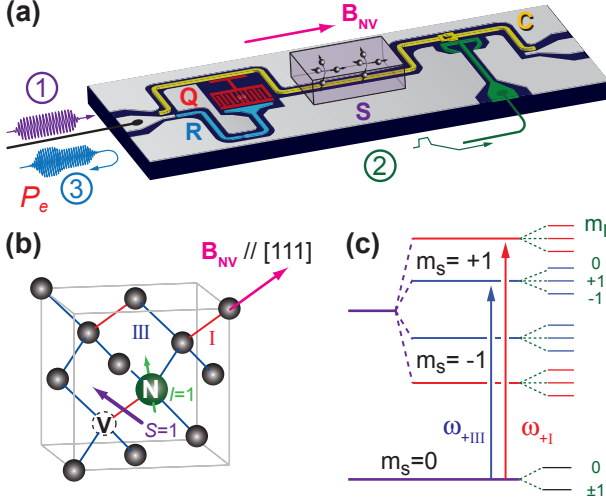 (a)
B_NV
C
1
Q
R
S
2
3
P_e
(b)
B_NV // [111]
III
I
N
I=1
V
S=1
(c)
m_I
m_s= +1
0
+1
-1
m_s= -1
ω_+III
ω_+I
m_s=0
0
±1